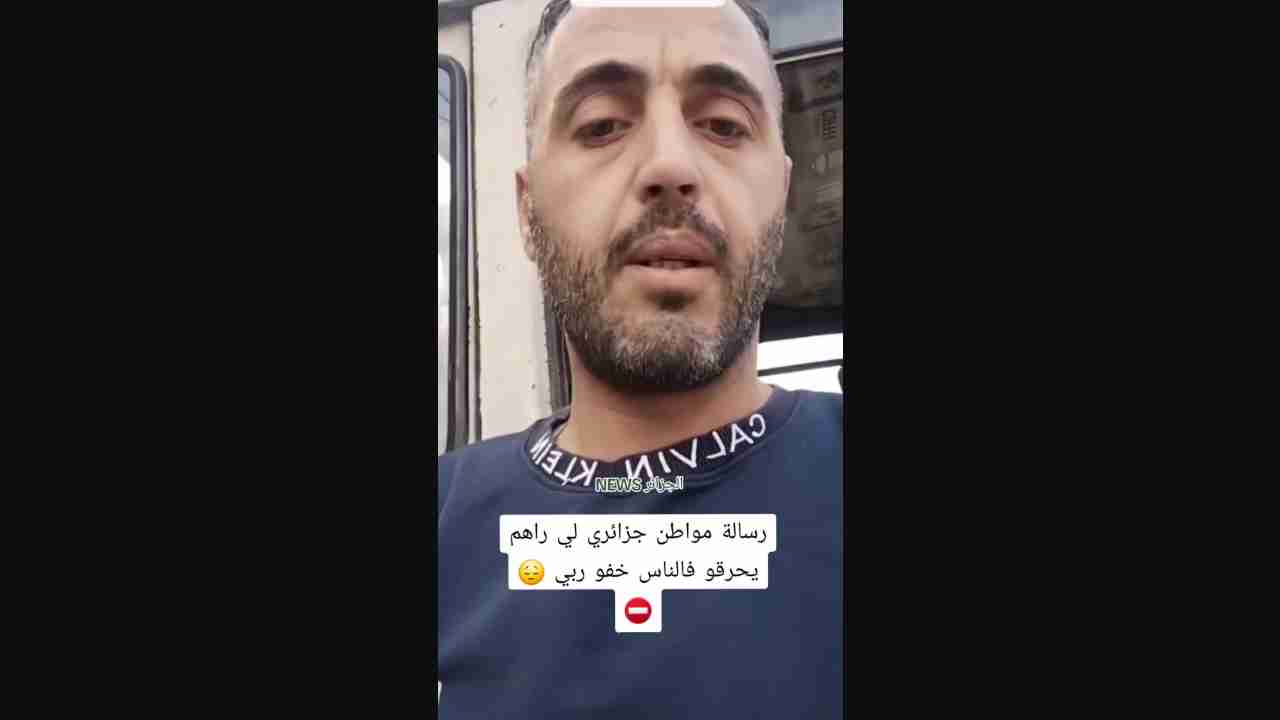 CALVIN KLEIN
الجزائر NEWS
رسالة مواطن جزائري لي راهم
يحرقو فالناس خفو ربي 😔
⛔